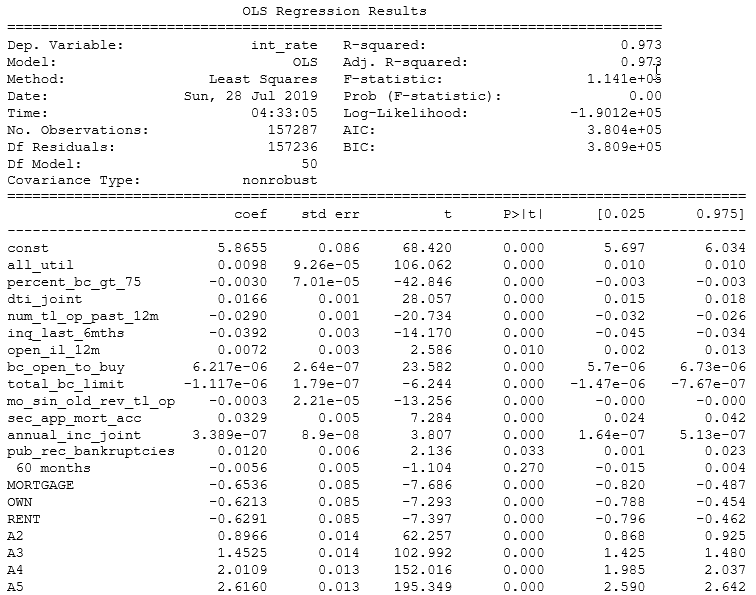 OLS Regression Results
==============================================================================
Dep. Variable: int_rate R-squared: 0.973
Model: OLS Adj. R-squared: 0.973
Method: Least Squares F-statistic: 1.141e+05
Date: Sun, 28 Jul 2019 Prob (F-statistic): 0.00
Time: 04:33:05 Log-Likelihood: -1.9012e+05
No. Observations: 157287 AIC: 3.804e+05
Df Residuals: 157236 BIC: 3.809e+05
Df Model: 50
Covariance Type: nonrobust
========================================================================================
coef std err t P>|t| [0.025 0.975]
----------------------------------------------------------------------------------------
const 5.8655 0.086 68.420 0.000 5.697 6.034
all_util 0.0098 9.26e-05 106.062 0.000 0.010 0.010
percent_bc_gt_75 -0.0030 7.01e-05 -42.846 0.000 -0.003 -0.003
dti_joint 0.0166 0.001 28.057 0.000 0.015 0.018
num_tl_op_past_12m -0.0290 0.001 -20.734 0.000 -0.032 -0.026
inq_last_6mths -0.0392 0.003 -14.170 0.000 -0.045 -0.034
open_il_12m 0.0072 0.003 2.586 0.010 0.002 0.013
bc_open_to_buy 6.217e-06 2.64e-07 23.582 0.000 5.7e-06 6.73e-06
total_bc_limit -1.117e-06 1.79e-07 -6.244 0.000 -1.47e-06 -7.67e-07
mo_sin_old_rev_tl_op -0.0003 2.21e-05 -13.256 0.000 -0.000 -0.000
sec_app_mort_acc 0.0329 0.005 7.284 0.000 0.024 0.042
annual_inc_joint 3.389e-07 8.9e-08 3.807 0.000 1.64e-07 5.13e-07
pub_rec_bankruptcies 0.0120 0.006 2.136 0.033 0.001 0.023
60 months -0.0056 0.005 -1.104 0.270 -0.015 0.004
MORTGAGE -0.6536 0.085 -7.686 0.000 -0.820 -0.487
OWN -0.6213 0.085 -7.293 0.000 -0.788 -0.454
RENT -0.6291 0.085 -7.397 0.000 -0.796 -0.462
A2 0.8966 0.014 62.257 0.000 0.868 0.925
A3 1.4525 0.014 102.992 0.000 1.425 1.480
A4 2.0109 0.013 152.016 0.000 1.985 2.037
A5 2.6160 0.013 195.349 0.000 2.590 2.642